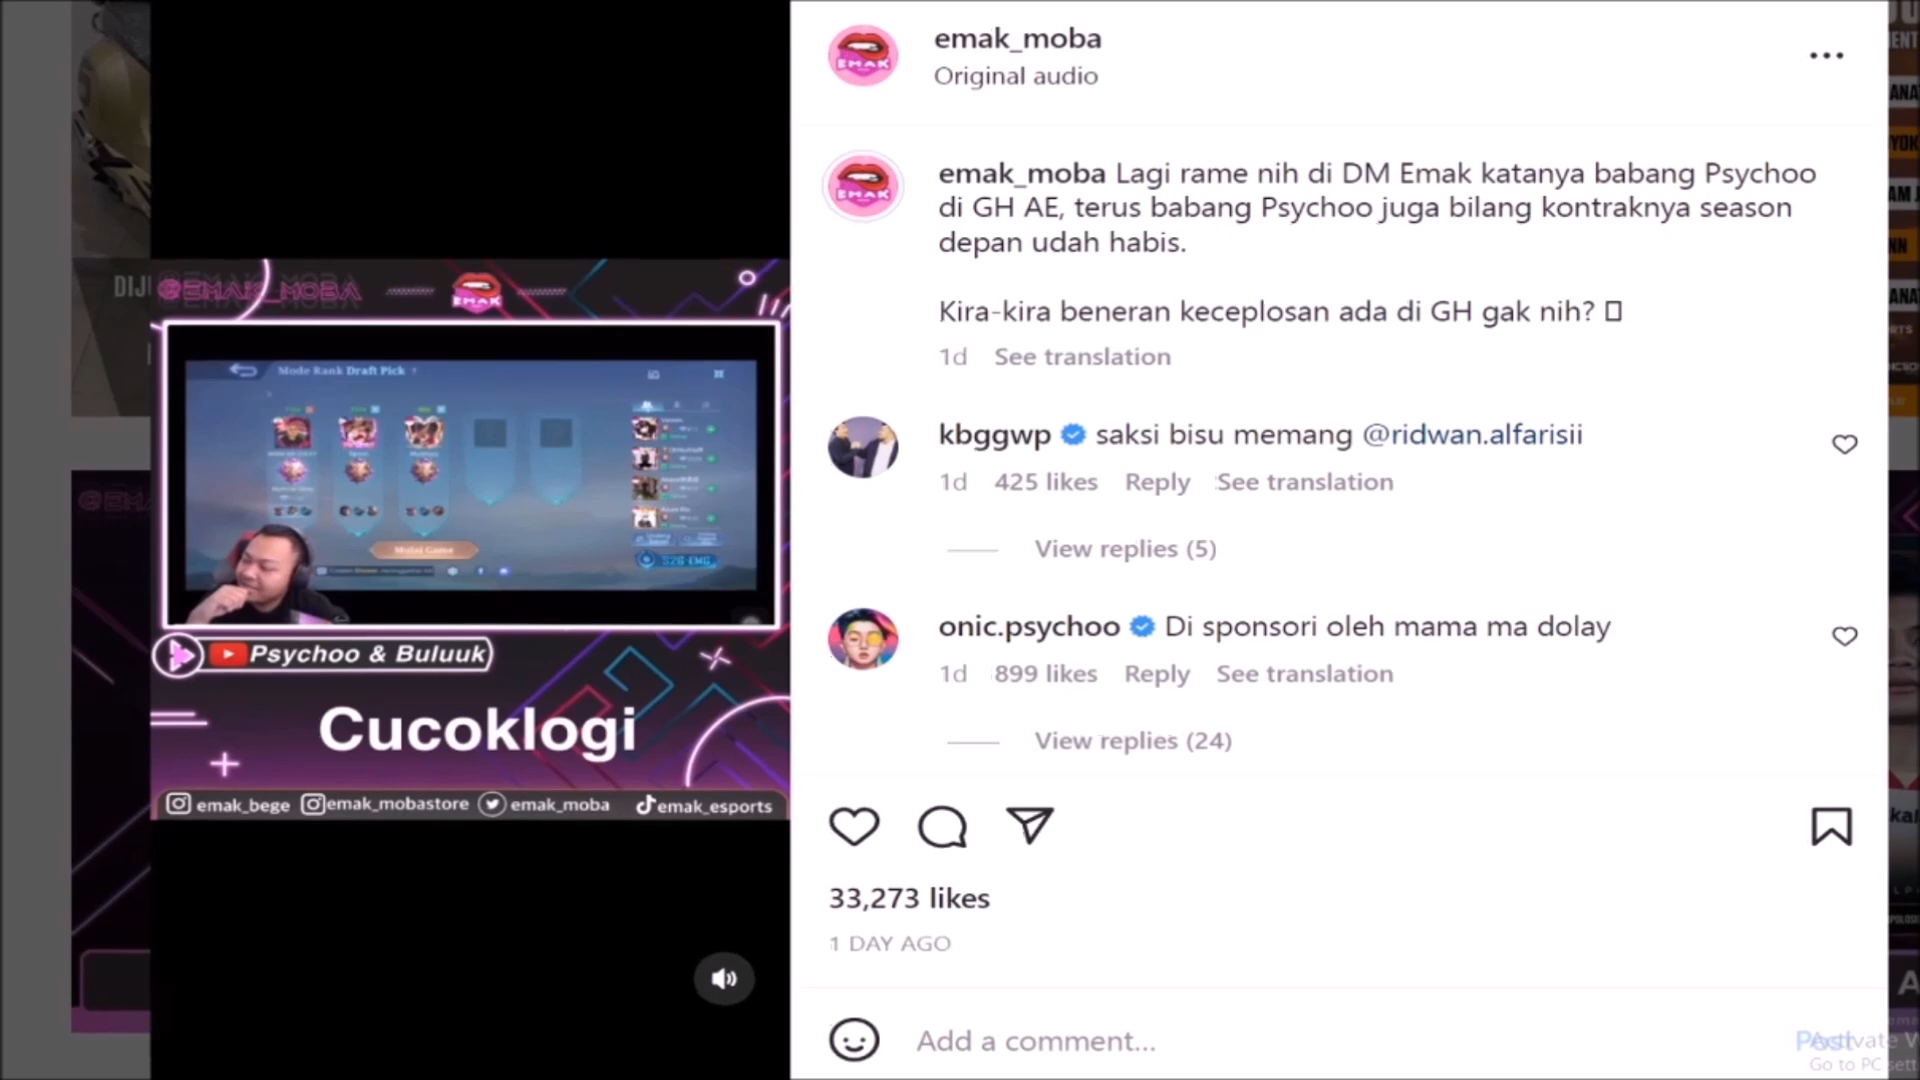 emak_moba
Original audio
emak_moba Lagi rame nih di DM Emak katanya babang Psychoo
di GH AE, terus babang Psychoo juga bilang kontraknya season
depan udah habis.
Kira-kira beneran keceplosan ada di GH gak nih?
1d See translation
kbggwp saksi bisu memang @ridwan.alfarisii
1d 425 likes Reply See translation
View replies (5)
onic.psychoo Di sponsori oleh mama ma dolay
1d 899 likes Reply See translation
View replies (24)
33,273 likes
1 DAY AGO
Add a comment...
Post
@EMAK_MOBA
EMAK
Mode Rank Draft Pick
Mulai Game
Psychoo & Buluuk
Cucoklogi
emak_bege emak_mobastore emak_moba emak_esports